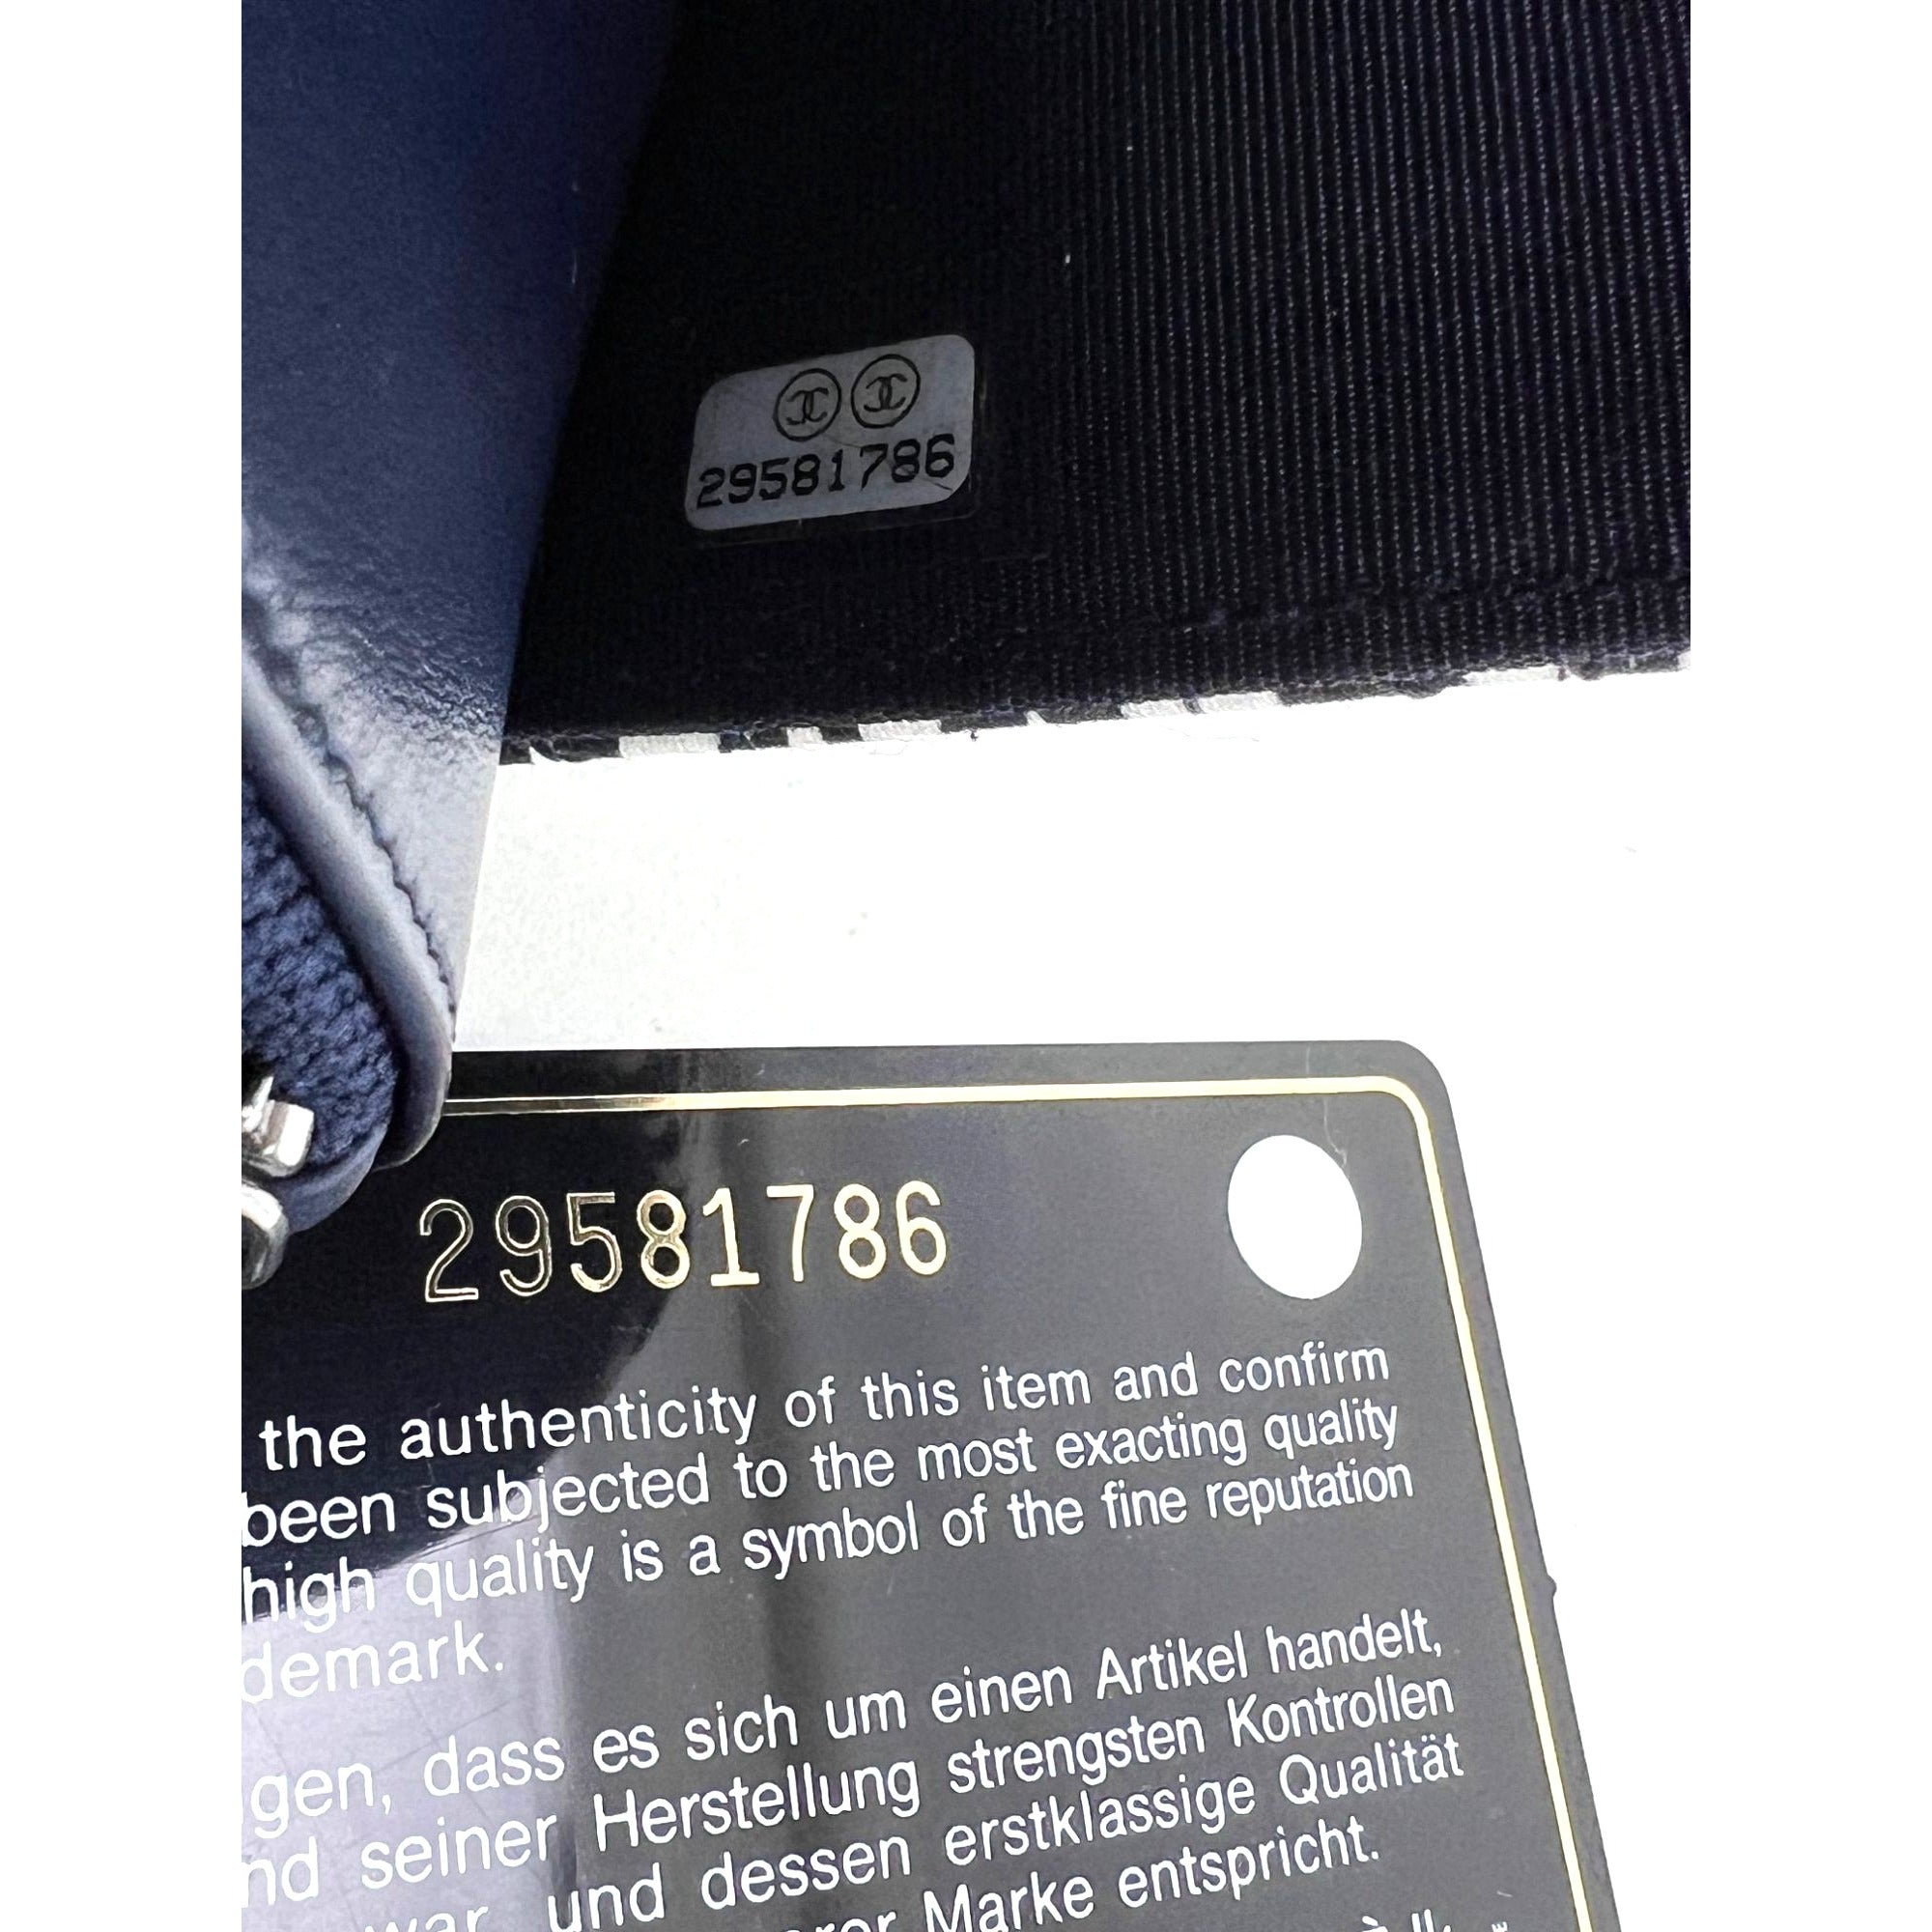 29581786
29581786
the authenticity of this item and confirm
been subjected to the most exacting quality
high quality is a symbol of the fine reputation
demark.
gen, dass es sich um einen Artikel handelt,
nd seiner Herstellung strengsten Kontrollen
war, und dessen erstklassige Qualität
erer Marke entspricht.